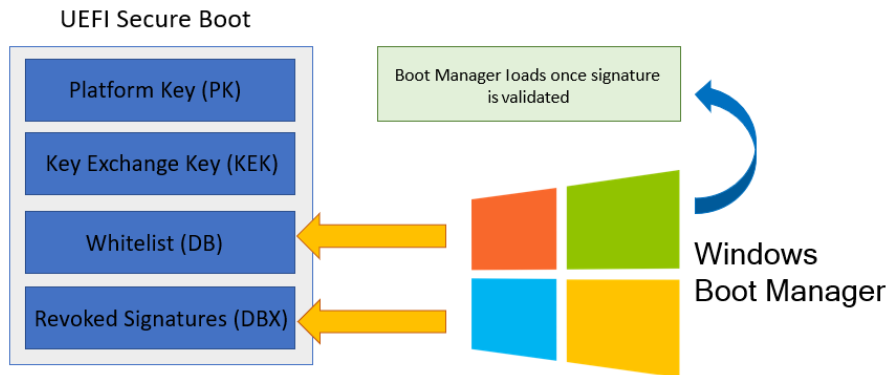 UEFI Secure Boot
Platform Key (PK)
Key Exchange Key (KEK)
Whitelist (DB)
Revoked Signatures (DBX)
Boot Manager loads once signature
is validated
Windows
Boot Manager